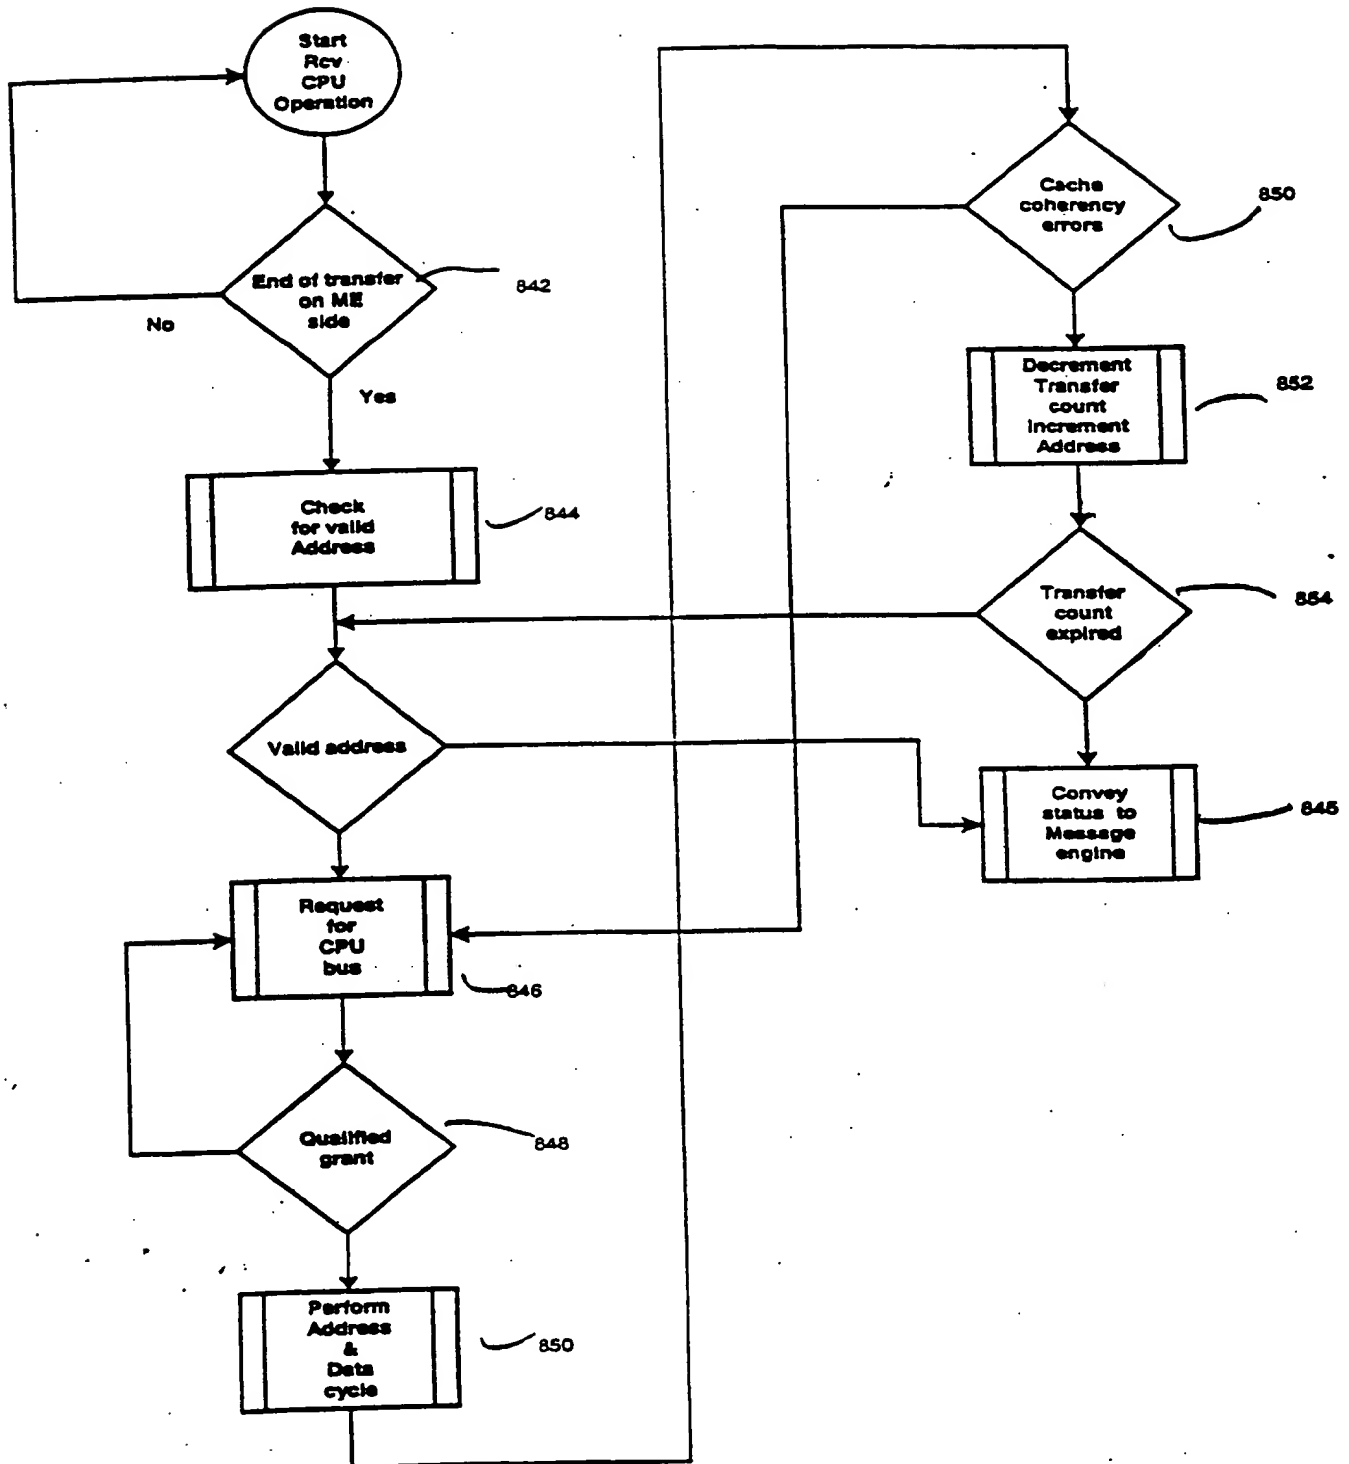 Start
Rcv
CPU
Operation
End of transfer
on ME
side
842
No
Yes
Check
for valid
Address
844
Valid address
Request
for
CPU
bus
846
Qualified
grant
848
Perform
Address
&
Data
cycle
850
Cache
coherency
errors
850
Decrement
Transfer
count
Increment
Address
852
Transfer
count
expired
854
Convey
status to
Message
engine
845